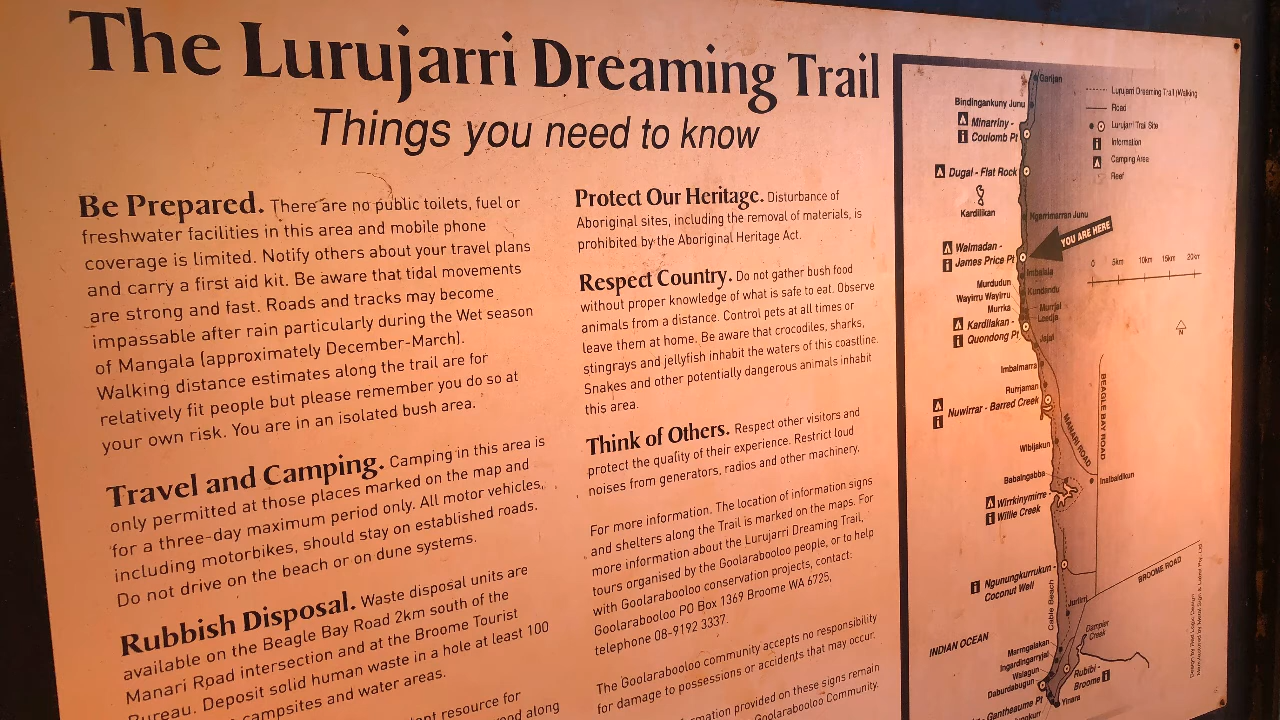 The Lurujarri Dreaming Trail
Things you need to know
Be Prepared. There are no public toilets, fuel or
freshwater facilities in this area and mobile phone
coverage is limited. Notify others about your travel plans
and carry a first aid kit. Be aware that tidal movements
are strong and fast. Roads and tracks may become
impassable after rain particularly during the Wet season
of Mangala (approximately December-March).
Walking distance estimates along the trail are for
relatively fit people but please remember you do so at
your own risk. You are in an isolated bush area.
Travel and Camping. Camping in this area is
only permitted at those places marked on the map and
for a three-day maximum period only. All motor vehicles,
including motorbikes, should stay on established roads.
Do not drive on the beach or on dune systems.
Rubbish Disposal. Waste disposal units are
available on the Beagle Bay Road 2km south of the
Manari Road intersection and at the Broome Tourist
Bureau. Deposit solid human waste in a hole at least 100
campsites and water areas.
resource for
along
Protect Our Heritage. Disturbance of
Aboriginal sites, including the removal of materials, is
prohibited by the Aboriginal Heritage Act.
Respect Country. Do not gather bush food
without proper knowledge of what is safe to eat. Observe
animals from a distance. Control pets at all times or
leave them at home. Be aware that crocodiles, sharks,
stingrays and jellyfish inhabit the waters of this coastline.
Snakes and other potentially dangerous animals inhabit
this area.
Think of Others. Respect other visitors and
protect the quality of their experience. Restrict loud
noises from generators, radios and other machinery.
For more information. The location of information signs
and shelters along the Trail is marked on the maps. For
more information about the Lurujarri Dreaming Trail,
tours organised by the Goolarabooloo people, or to help
with Goolarabooloo conservation projects, contact:
Goolarabooloo PO Box 1369 Broome WA 6725,
telephone 08-9192 3337.
The Goolarabooloo community accepts no responsibility
for damage to possessions or accidents that may occur.
provided on these signs remain
Goolarabooloo Community.
Garijan
Bindingankuny Junu
Minarriny -
Coulomb Pt
Dugal - Flat Rock
Kardilikan
Ngarrimarran Junu
YOU ARE HERE
Walmadan -
James Price Pt
Imbalala
Murdudun
Kundandu
Wayirru Wayirru
Murrka
Murrjal
Laedja
Kardilakan -
Quondong Pt
Jajal
Imbalmarra
Rurrjaman
Nuwirrar - Barred Creek
Wibijakun
MANARI ROAD
BEAGLE BAY ROAD
Babaingabba
Inalbaldikun
Wirrkinymirre -
Willie Creek
Ngunungkurrukun -
Coconut Well
BROOME ROAD
Cable Beach
Jurlirri
Dampier
Creek
INDIAN OCEAN
Marrngalakan
Ingardingarryjal
Walagun
Daburdabugun
Rubibi -
Broome
Yinara
Gantheaume Pt
Lurujarri Dreaming Trail (Walking
Road
Lurujarri Trail Site
Information
Camping Area
Reef
0 5km 10km 15km 20km
N